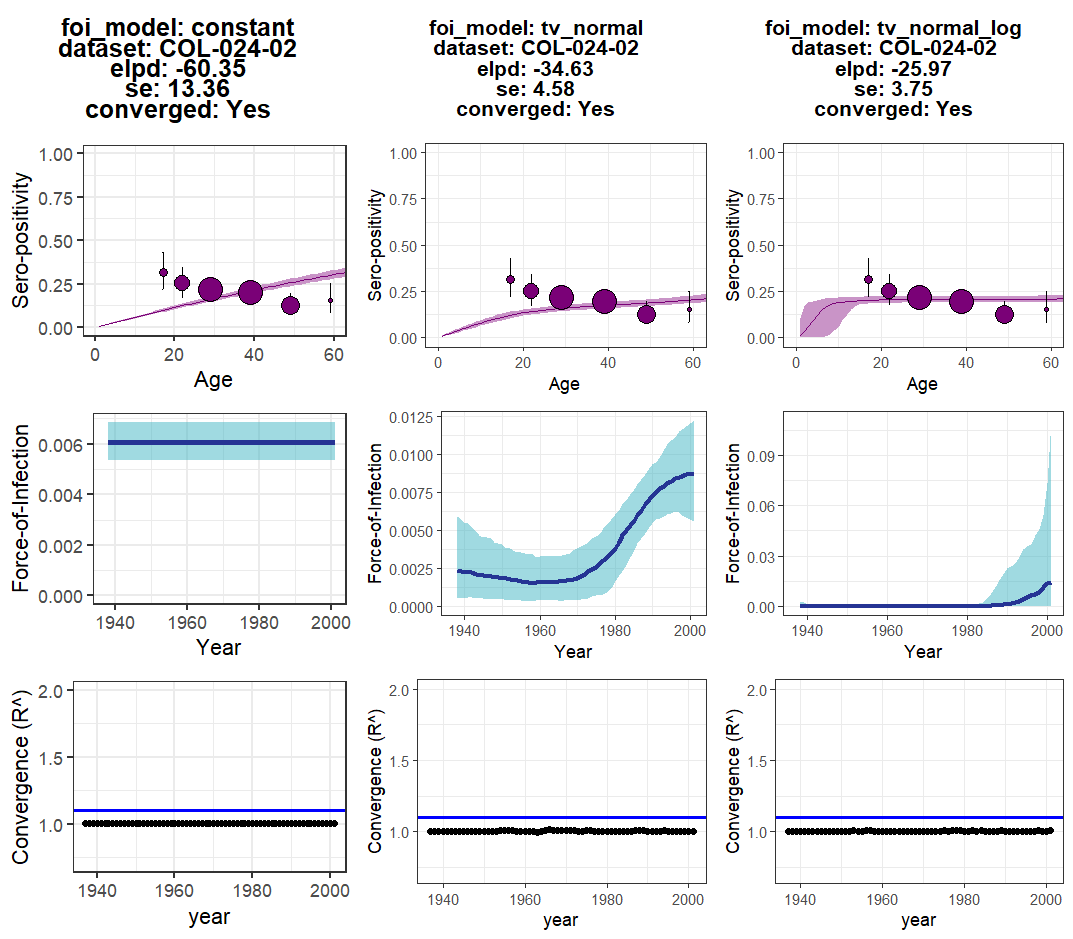 foi_model: constant
dataset: COL-024-02
elpd: -60.35
se: 13.36
converged: Yes
foi_model: tv_normal
dataset: COL-024-02
elpd: -34.63
se: 4.58
converged: Yes
foi_model: tv_normal_log
dataset: COL-024-02
elpd: -25.97
se: 3.75
converged: Yes
Sero-positivity
1.00
0.75
0.50
0.25
0.00
0 20 40 60
Age
Sero-positivity
1.00
0.75
0.50
0.25
0.00
0 20 40 60
Age
Sero-positivity
1.00
0.75
0.50
0.25
0.00
0 20 40 60
Age
Force-of-Infection
0.006
0.004
0.002
0.000
1940 1960 1980 2000
Year
Force-of-Infection
0.0125
0.0100
0.0075
0.0050
0.0025
0.0000
1940 1960 1980 2000
Year
Force-of-Infection
0.09
0.06
0.03
0.00
1940 1960 1980 2000
Year
Convergence (R^)
2.0
1.5
1.0
1940 1960 1980 2000
year
Convergence (R^)
2.0
1.5
1.0
1940 1960 1980 2000
year
Convergence (R^)
2.0
1.5
1.0
1940 1960 1980 2000
year